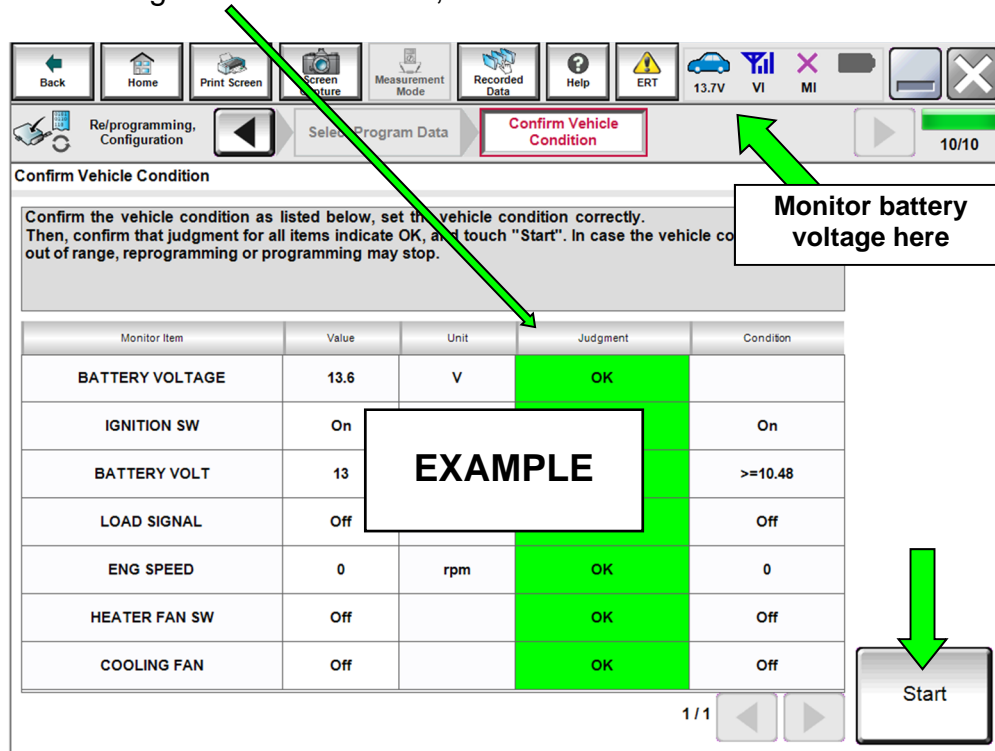 Back
Home
Print Screen
Screen
Capture
Measurement
Mode
Recorded
Data
Help
ERT
13.7V
VI
MI
Re/programming,
Configuration
Select Program Data
Confirm Vehicle
Condition
10/10
Confirm Vehicle Condition
Monitor battery
voltage here
Confirm the vehicle condition as listed below, set the vehicle condition correctly.
Then, confirm that judgment for all items indicate OK, and touch "Start". In case the vehicle
out of range, reprogramming or programming may stop.
Monitor Item Value Unit Judgment Condition
BATTERY VOLTAGE 13.6 V OK
IGNITION SW On On
BATTERY VOLT 13 >=10.48
EXAMPLE
LOAD SIGNAL Off Off
ENG SPEED 0 rpm OK 0
HEATER FAN SW Off OK Off
COOLING FAN Off OK Off
1/1
Start